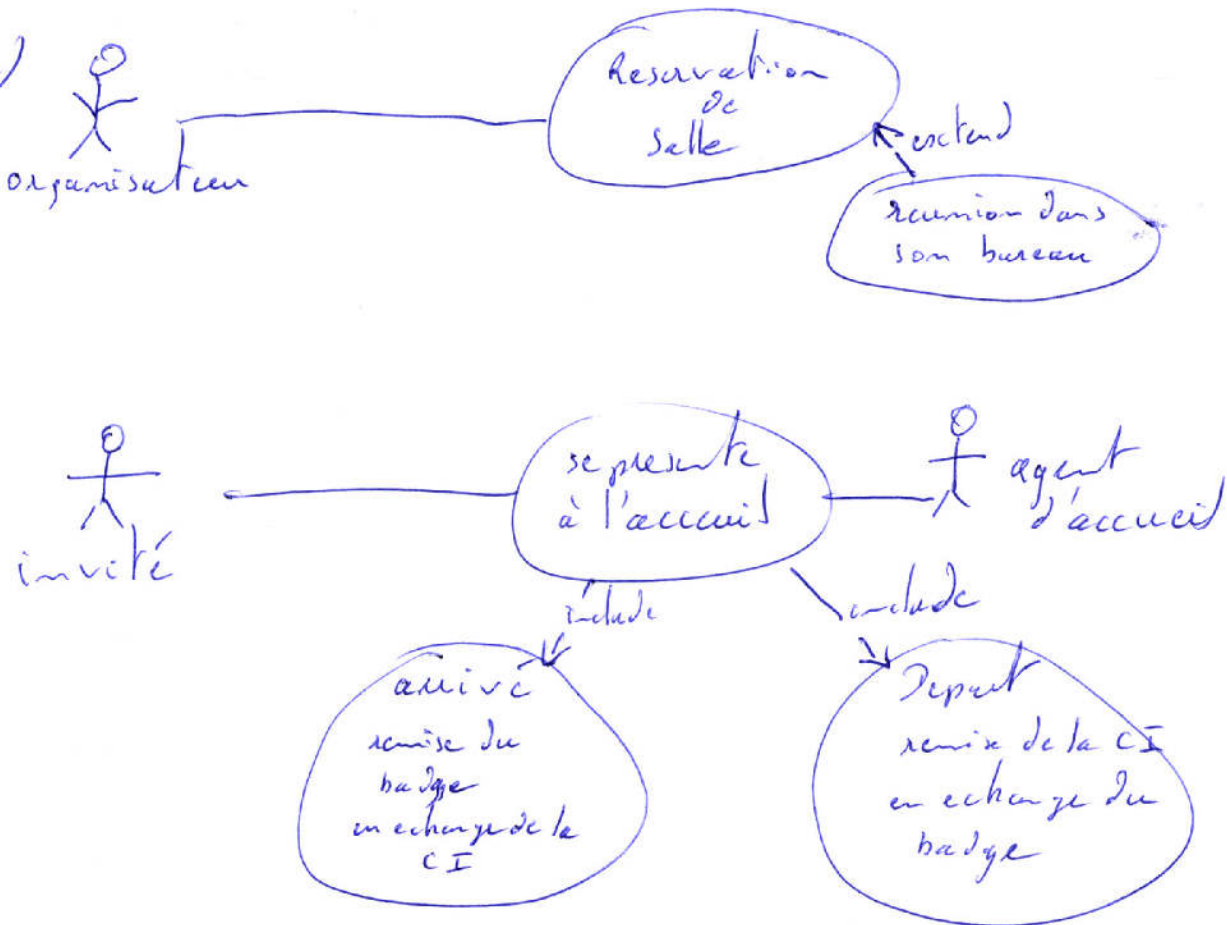 )
Reservation
de
Salle
extend
organisateur
reunion dans
son bureau
se presente
à l'accueil
agent
d'accueil
invité
include
include
arrivé
remise du
badge
en echange de la
CI
Depart
remise de la CI
en echange du
badge